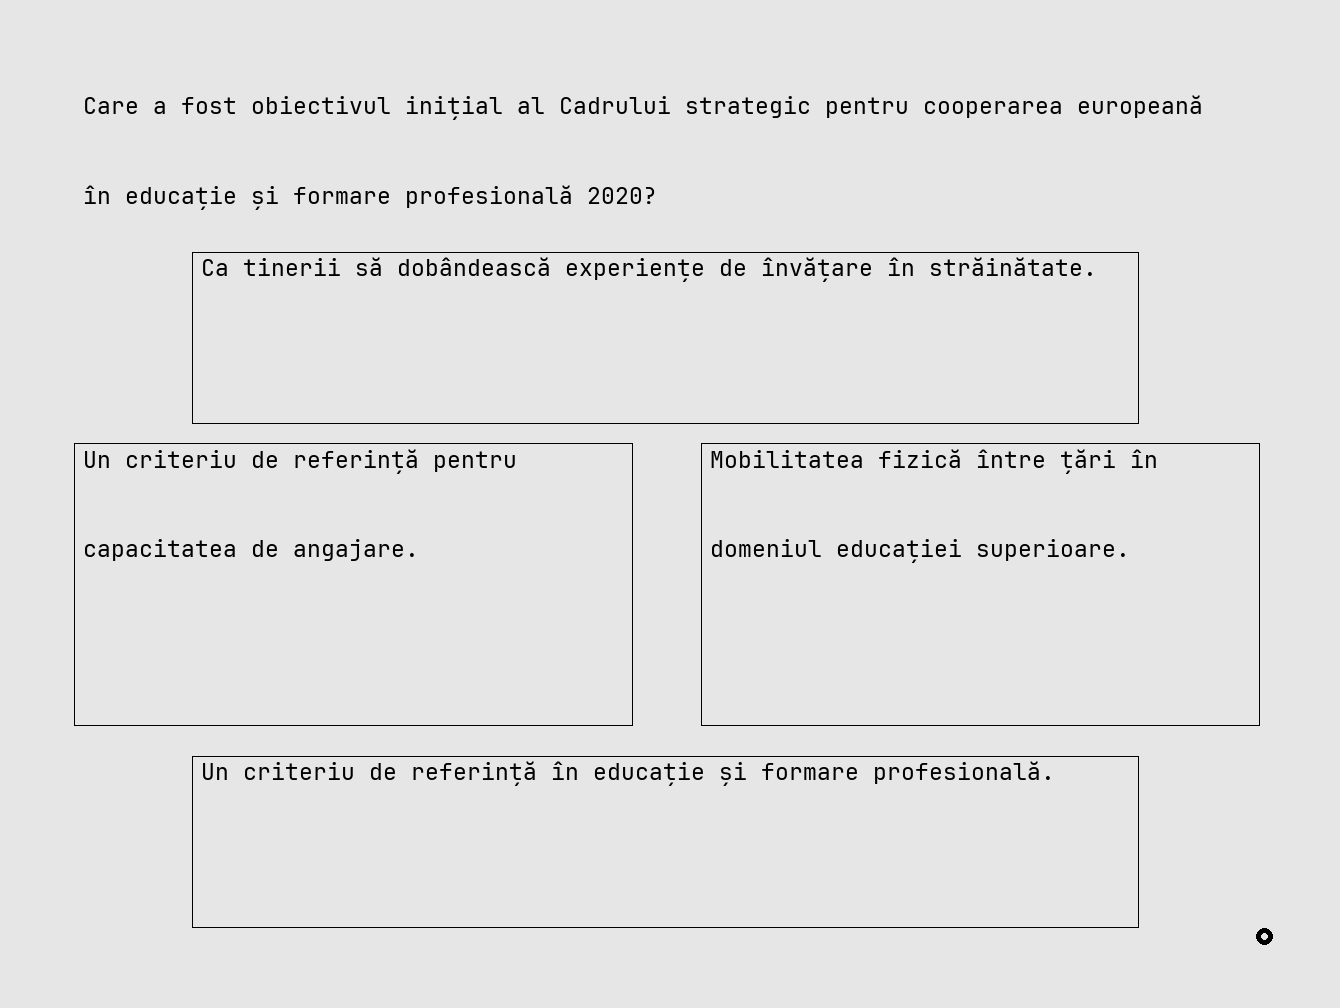 Care a fost obiectivul inițial al Cadrului strategic pentru cooperarea europeană
în educație și formare profesională 2020?
Ca tinerii să dobândească experiențe de învățare în străinătate.
Un criteriu de referință pentru
capacitatea de angajare.
Mobilitatea fizică între țări în
domeniul educației superioare.
Un criteriu de referință în educație și formare profesională.